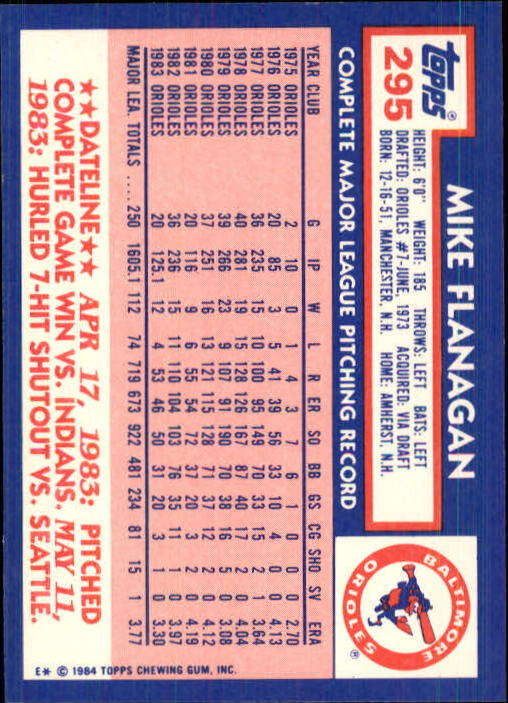 topps®
295
MIKE FLANAGAN
HEIGHT: 6'0" WEIGHT: 185 THROWS: LEFT BATS: LEFT
DRAFTED: ORIOLES #7-JUNE, 1973 ACQUIRED: VIA DRAFT
BORN: 12-16-51, MANCHESTER, N.H. HOME: AMHERST, N.H.
BALTIMORE ORIOLES ®
COMPLETE MAJOR LEAGUE PITCHING RECORD
YEAR CLUB G IP W L R ER SO BB GS CG SHO SV ERA
1975 ORIOLES 2 10 0 1 4 3 7 6 1 0 0 0 2.70
1976 ORIOLES 20 85 3 5 41 39 56 33 10 4 0 0 4.13
1977 ORIOLES 36 235 15 10 100 95 149 70 33 15 2 1 3.64
1978 ORIOLES 40 281 19 15 128 126 167 87 40 17 2 0 4.04
1979 ORIOLES 39 266 23 9 107 91 190 70 38 16 5 0 3.08
1980 ORIOLES 37 251 16 13 121 115 128 71 37 12 2 0 4.12
1981 ORIOLES 20 116 9 6 55 54 72 37 20 3 2 0 4.19
1982 ORIOLES 36 236 15 11 110 104 103 76 35 11 1 0 3.97
1983 ORIOLES 20 125.1 12 4 53 46 50 31 20 3 1 0 3.30
MAJOR LEA. TOTALS .... 250 1605.1 112 74 719 673 922 481 234 81 15 1 3.77
★★DATELINE★★ APR 17, 1983: PITCHED
COMPLETE GAME WIN VS. INDIANS. MAY 11,
1983: HURLED 7-HIT SHUTOUT VS. SEATTLE.
E* © 1984 TOPPS CHEWING GUM, INC.